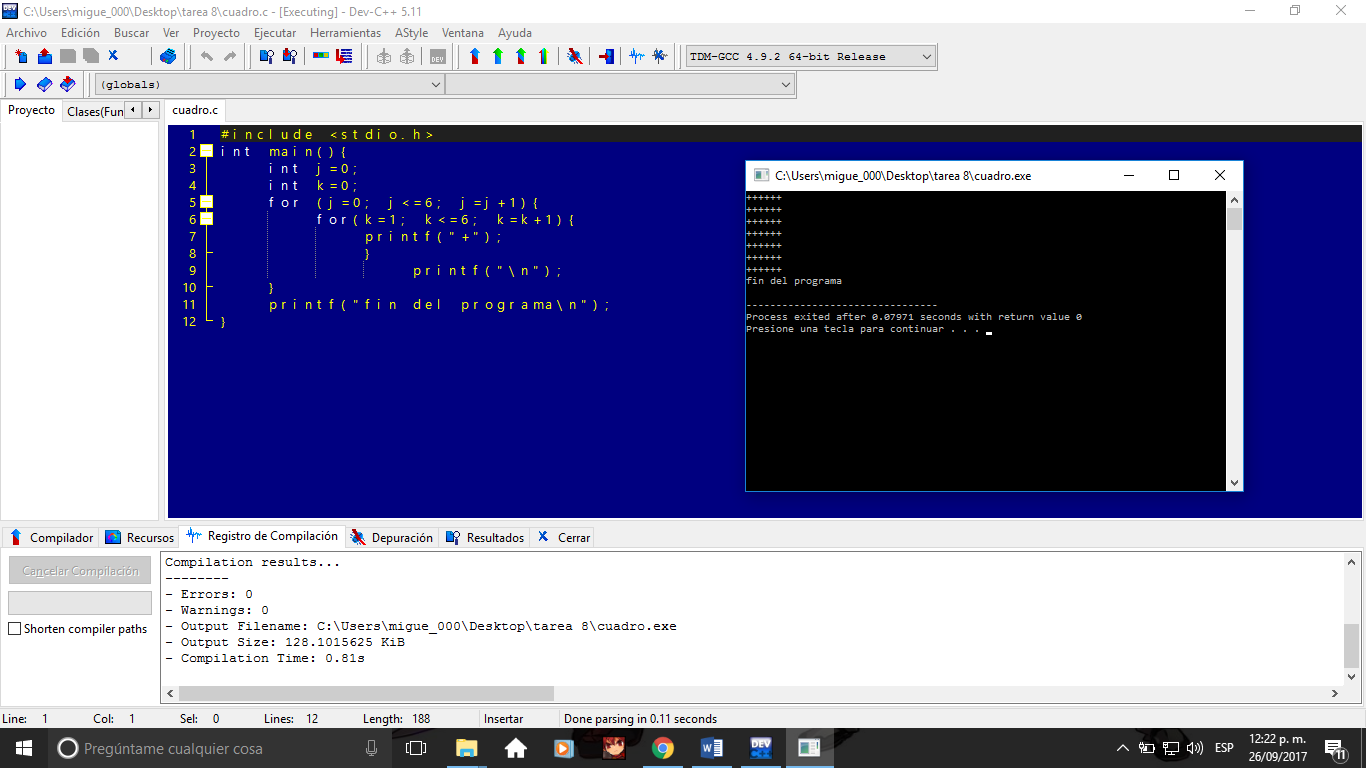 C:\Users\migue_000\Desktop\tarea 8\cuadro.c - [Executing] - Dev-C++ 5.11
Archivo Edición Buscar Ver Proyecto Ejecutar Herramientas AStyle Ventana Ayuda
TDM-GCC 4.9.2 64-bit Release
(globals)
Proyecto Clases(Fun cuadro.c
1 #include <stdio.h>
2 int main(){
3 int j=0;
4 int k=0;
5 for (j=0; j<=6; j=j+1){
6 for(k=1; k<=6; k=k+1){
7 printf("+");
8 }
9 printf("\n");
10 }
11 printf("fin del programa\n");
12 }
C:\Users\migue_000\Desktop\tarea 8\cuadro.exe
++++++
++++++
++++++
++++++
++++++
++++++
++++++
fin del programa
--------------------------------
Process exited after 0.07971 seconds with return value 0
Presione una tecla para continuar . . .
Compilador Recursos Registro de Compilación Depuración Resultados Cerrar
Cancelar Compilación
Shorten compiler paths
Compilation results...
--------
- Errors: 0
- Warnings: 0
- Output Filename: C:\Users\migue_000\Desktop\tarea 8\cuadro.exe
- Output Size: 128.1015625 KiB
- Compilation Time: 0.81s
Line: 1 Col: 1 Sel: 0 Lines: 12 Length: 188 Insertar Done parsing in 0.11 seconds
Pregúntame cualquier cosa
ESP
12:22 p. m.
26/09/2017
11